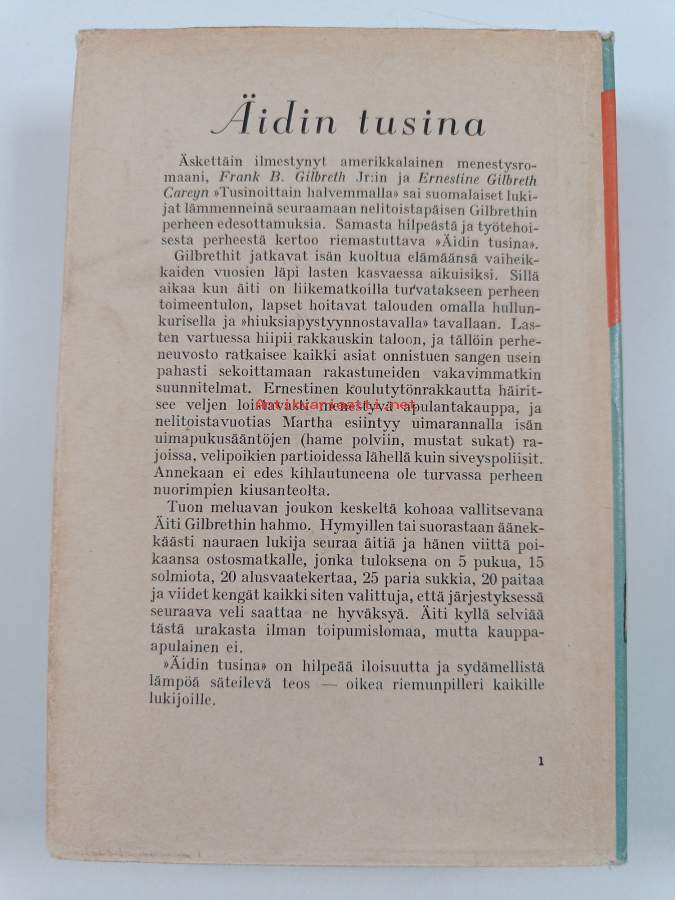 Äidin tusina
Äskettäin ilmestynyt amerikkalainen menestysro-
maani, Frank B. Gilbreth Jr:in ja Ernestine Gilbreth
Careyn »Tusinoittain halvemmalla» sai suomalaiset luki-
jat lämmenneinä seuraamaan nelitoistapäisen Gilbrethin
perheen edesottamuksia. Samasta hilpeästä ja työtehoi-
sesta perheestä kertoo riemastuttava »Äidin tusina».
Gilbrethit jatkavat isän kuoltua elämäänsä vaiheik-
kaiden vuosien läpi lasten kasvaessa aikuisiksi. Sillä
aikaa kun äiti on liikematkoilla turvatakseen perheen
toimeentulon, lapset hoitavat talouden omalla hullun-
kurisella ja »hiuksiapystyynnostavalla» tavallaan. Las-
ten vartuessa hiipii rakkauskin taloon, ja tällöin perhe-
neuvosto ratkaisee kaikki asiat onnistuen sangen usein
pahasti sekoittamaan rakastuneiden vakavimmatkin
suunnitelmat. Ernestinen koulutytönrakkautta häirit-
see veljen loistavasti menestyvä apulantakauppa, ja
Antikvariaatti.net
nelitoistavuotias Martha esiintyy uimarannalla isän
uimapukusääntöjen (hame polviin, mustat sukat) ra-
joissa, velipoikien partioidessa lähellä kuin siveyspoliisit.
Annekaan ei edes kihlautuneena ole turvassa perheen
nuorimpien kiusanteolta.
Tuon meluavan joukon keskeltä kohoaa vallitsevana
Äiti Gilbrethin hahmo. Hymyillen tai suorastaan äänek-
käästi nauraen lukija seuraa äitiä ja hänen viittä poi-
kaansa ostosmatkalle, jonka tuloksena on 5 pukua, 15
solmiota, 20 alusvaatekertaa, 25 paria sukkia, 20 paitaa
ja viidet kengät kaikki siten valittuja, että järjestyksessä
seuraava veli saattaa ne hyväksyä. Äiti kyllä selviää
tästä urakasta ilman toipumislomaa, mutta kauppa-
apulainen ei.
»Äidin tusina» on hilpeää iloisuutta ja sydämellistä
lämpöä säteilevä teos — oikea riemunpilleri kaikille
lukijoille.
1